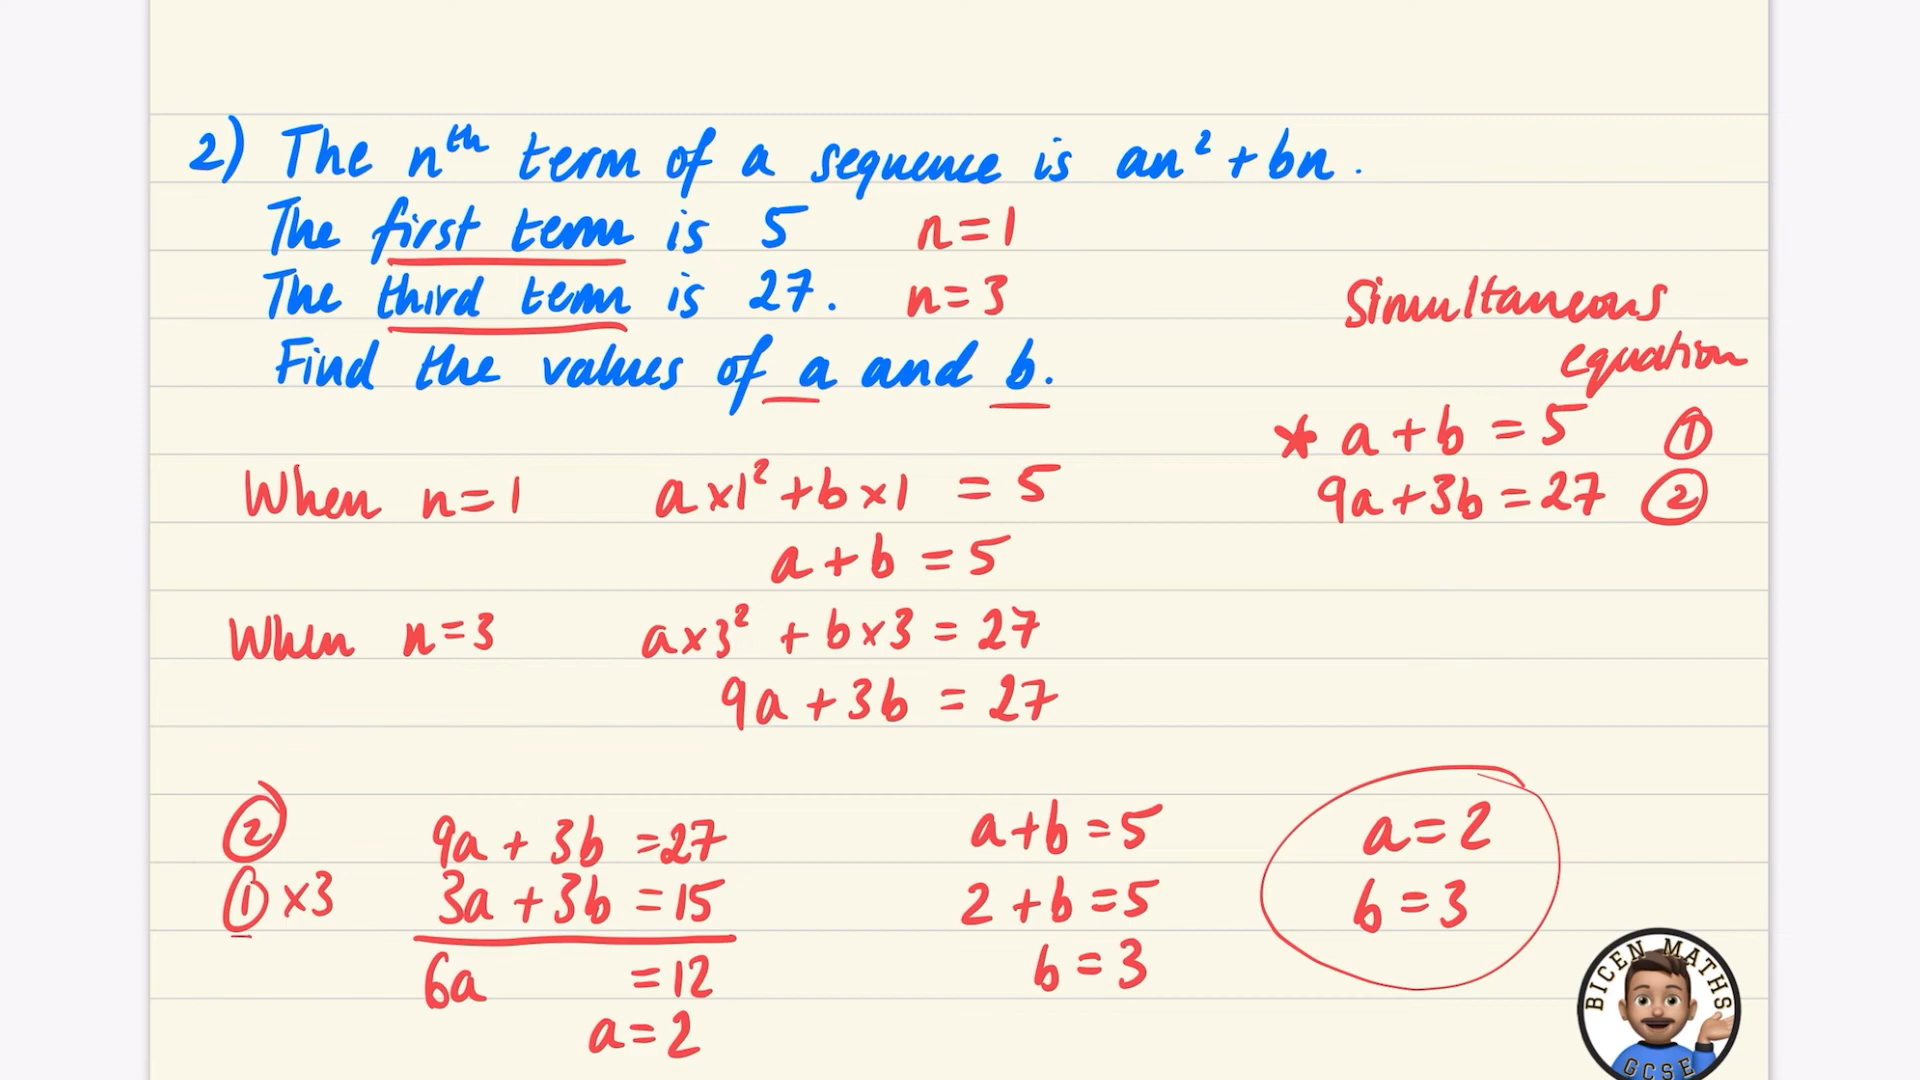 2) The nth term of a sequence is an² + bn.
The first term is 5 n=1
The third term is 27. n=3
Find the values of a and b.
Simultaneous
equation
* a + b = 5 ①
9a + 3b = 27 ②
When n=1 a×1² + b×1 = 5
a + b = 5
When n=3 a×3² + b×3 = 27
9a + 3b = 27
② 9a + 3b = 27
① ×3 3a + 3b = 15
6a = 12
a = 2
a+b = 5
2 + b = 5
b = 3
a = 2
b = 3
BICEN MATHS
GCSE